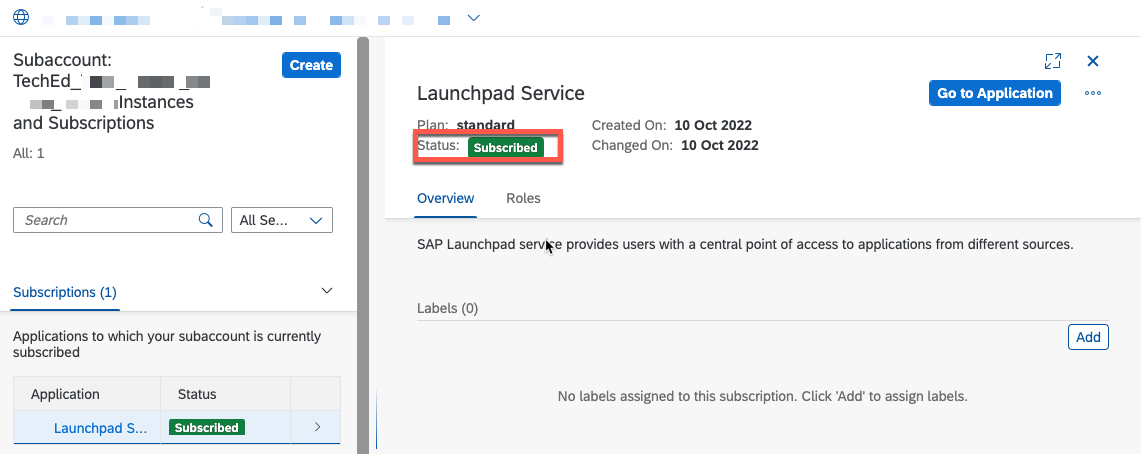 Subaccount:
TechEd_
Instances
and Subscriptions
Create
All: 1
Search
All Se...
Subscriptions (1)
Applications to which your subaccount is currently
subscribed
Application Status
Launchpad S... Subscribed
Launchpad Service
Go to Application
Plan: standard
Status: Subscribed
Created On: 10 Oct 2022
Changed On: 10 Oct 2022
Overview Roles
SAP Launchpad service provides users with a central point of access to applications from different sources.
Labels (0)
Add
No labels assigned to this subscription. Click 'Add' to assign labels.